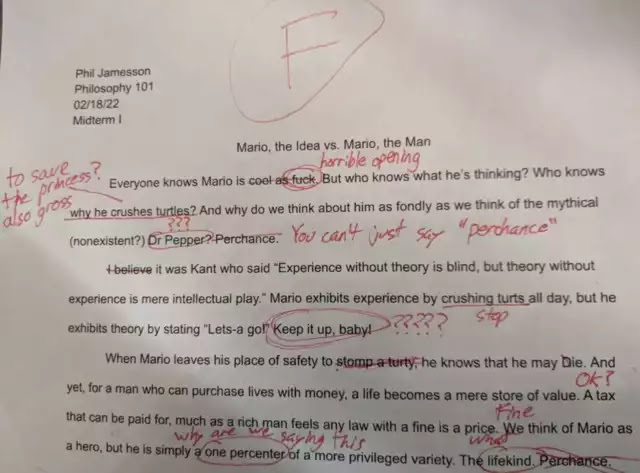 F
Phil Jamesson
Philosophy 101
02/18/22
Midterm I
Mario, the Idea vs. Mario, the Man
horrible opening
to save
the princess?
also gross
Everyone knows Mario is cool as fuck. But who knows what he's thinking? Who knows
why he crushes turtles? And why do we think about him as fondly as we think of the mythical
???
(nonexistent?) Dr Pepper? Perchance. You can't just say "perchance"
I believe it was Kant who said "Experience without theory is blind, but theory without
experience is mere intellectual play." Mario exhibits experience by crushing turts all day, but he
stop
exhibits theory by stating "Lets-a go!" Keep it up, baby! ?????
When Mario leaves his place of safety to stomp a turty, he knows that he may Die. And
OK?
yet, for a man who can purchase lives with money, a life becomes a mere store of value. A tax
fine
that can be paid for, much as a rich man feels any law with a fine is a price. We think of Mario as
why are we saying this
what
a hero, but he is simply a one percenter of a more privileged variety. The lifekind. Perchance.